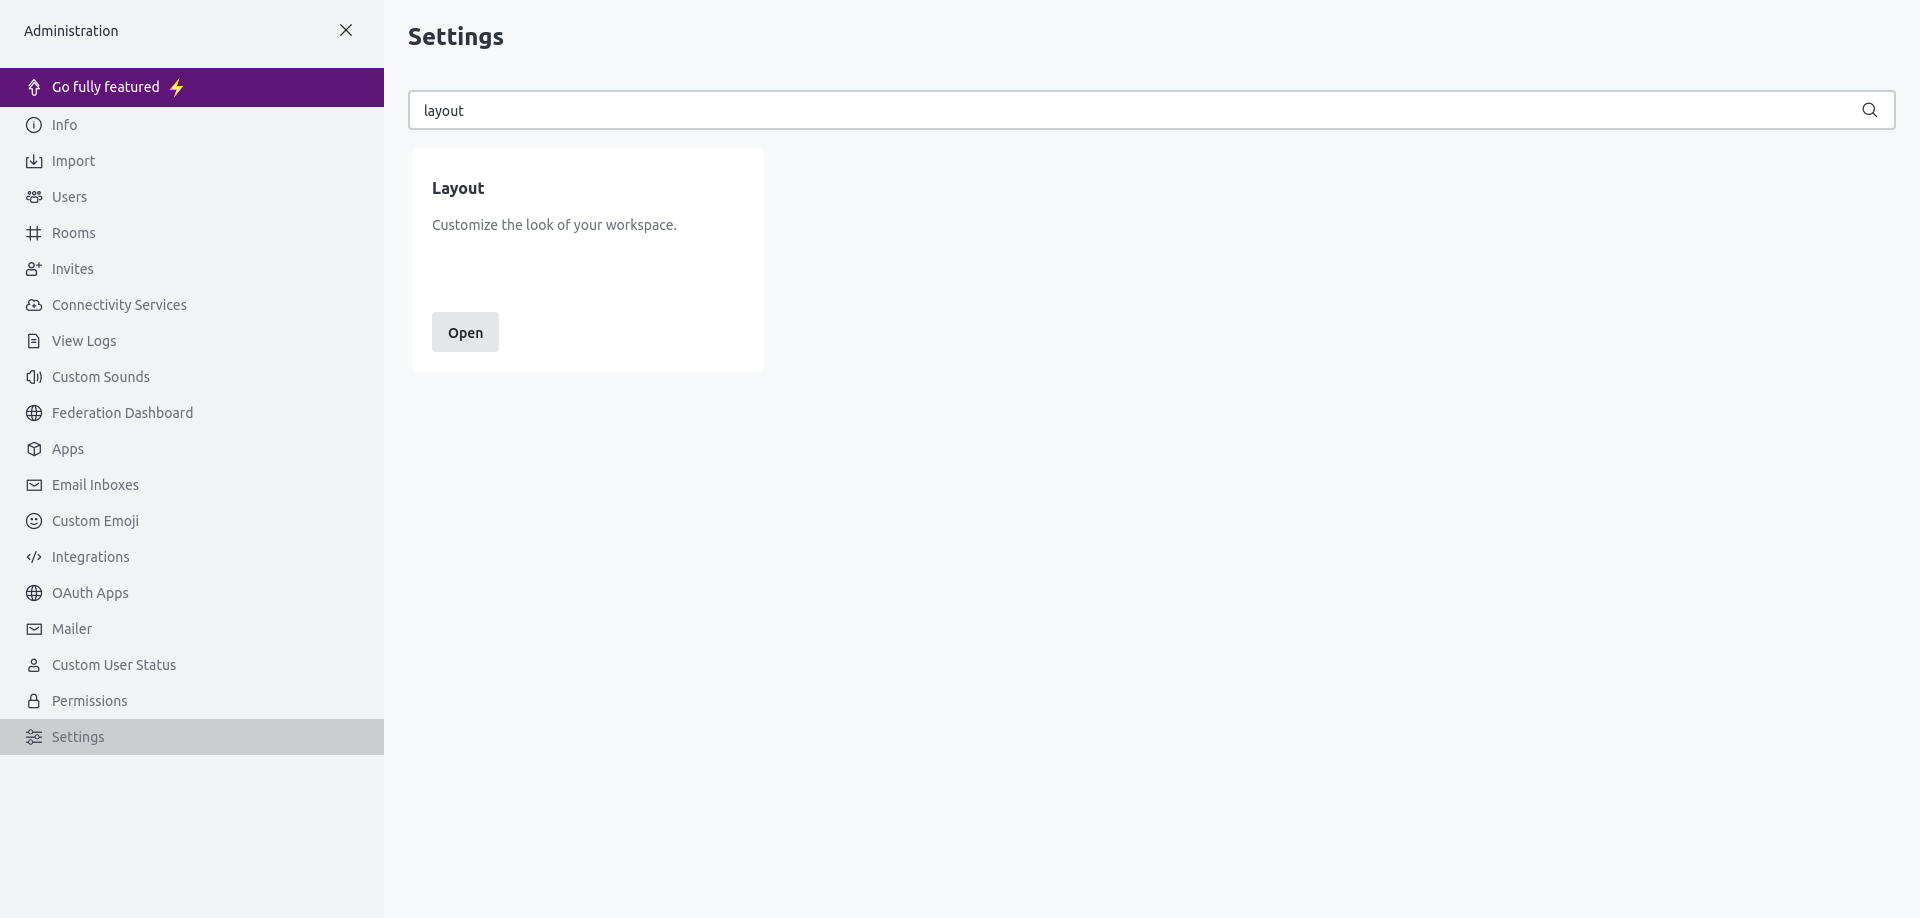 Administration
Go fully featured
Info
Import
Users
Rooms
Invites
Connectivity Services
View Logs
Custom Sounds
Federation Dashboard
Apps
Email Inboxes
Custom Emoji
Integrations
OAuth Apps
Mailer
Custom User Status
Permissions
Settings
Settings
layout
Layout
Customize the look of your workspace.
Open